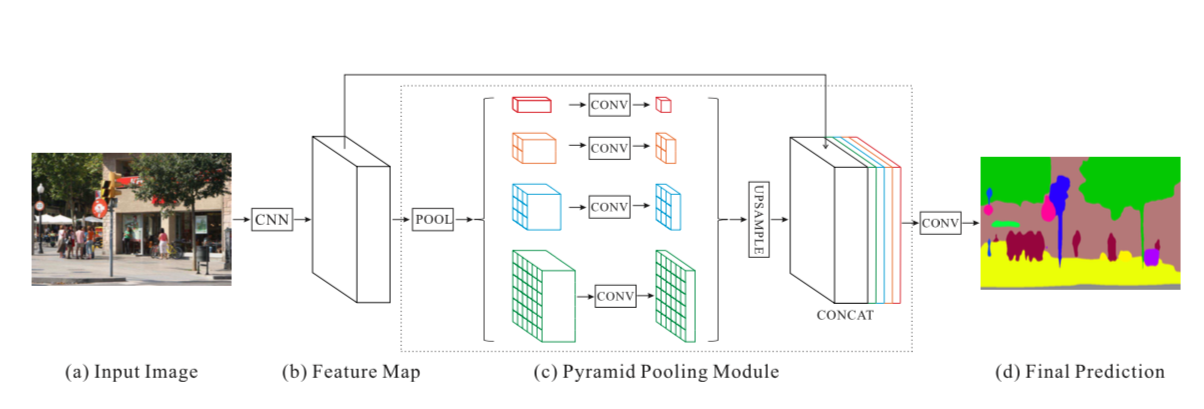 CNN
POOL
CONV
CONV
CONV
CONV
UPSAMPLE
CONCAT
CONV
(a) Input Image
(b) Feature Map
(c) Pyramid Pooling Module
(d) Final Prediction